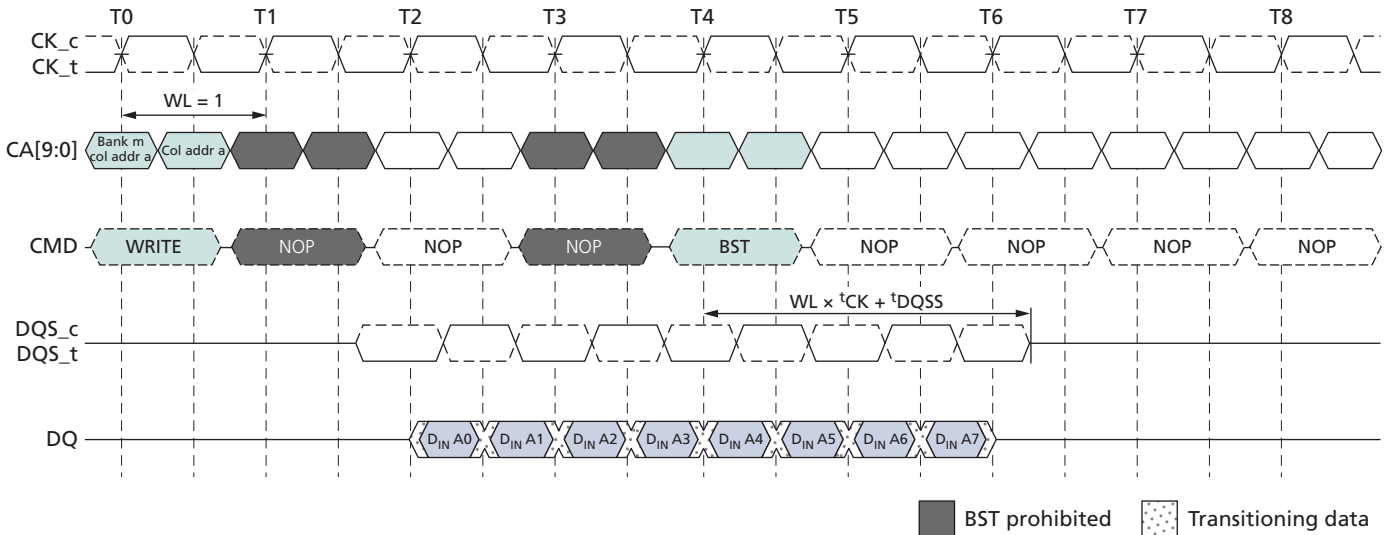 T0 T1 T2 T3 T4 T5 T6 T7 T8
CK_c
CK_t
WL = 1
CA[9:0]
Bank m
col addr a
Col addr a
CMD
WRITE NOP NOP NOP BST NOP NOP NOP NOP
WL × tCK + tDQSS
DQS_c
DQS_t
DQ
DIN A0 DIN A1 DIN A2 DIN A3 DIN A4 DIN A5 DIN A6 DIN A7
BST prohibited Transitioning data